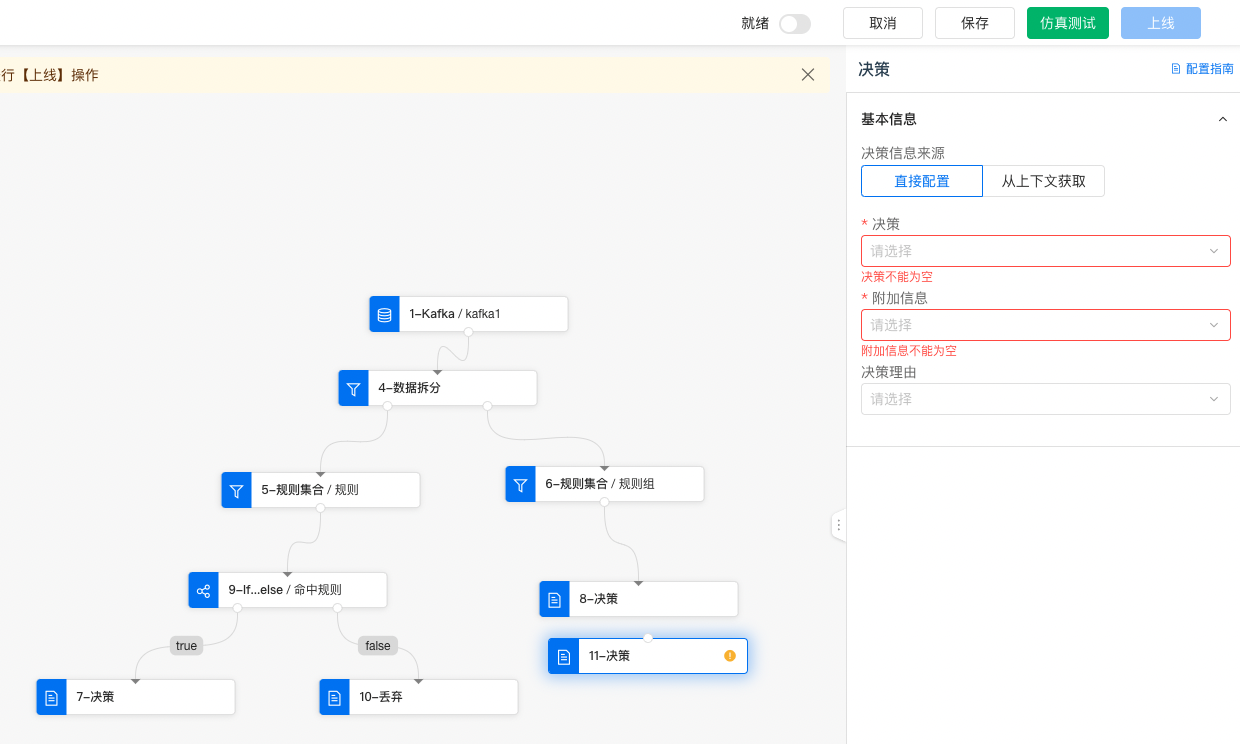 就绪
取消
保存
仿真测试
上线
行【上线】操作
决策
配置指南
基本信息
决策信息来源
直接配置
从上下文获取
* 决策
请选择
决策不能为空
* 附加信息
请选择
附加信息不能为空
决策理由
请选择
1-Kafka / kafka1
4-数据拆分
5-规则集合 / 规则
6-规则集合 / 规则组
9-If...else / 命中规则
8-决策
true
false
11-决策
7-决策
10-丢弃